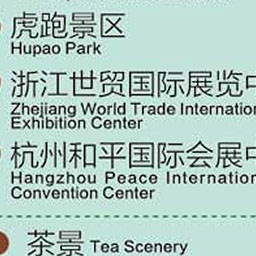 虎跑景区
Hupao Park
浙江世贸国际展览中
Zhejiang World Trade Internation
Exhibition Center
杭州和平国际会展中
Hangzhou Peace Internation
Convention Center
茶景 Tea Scenery